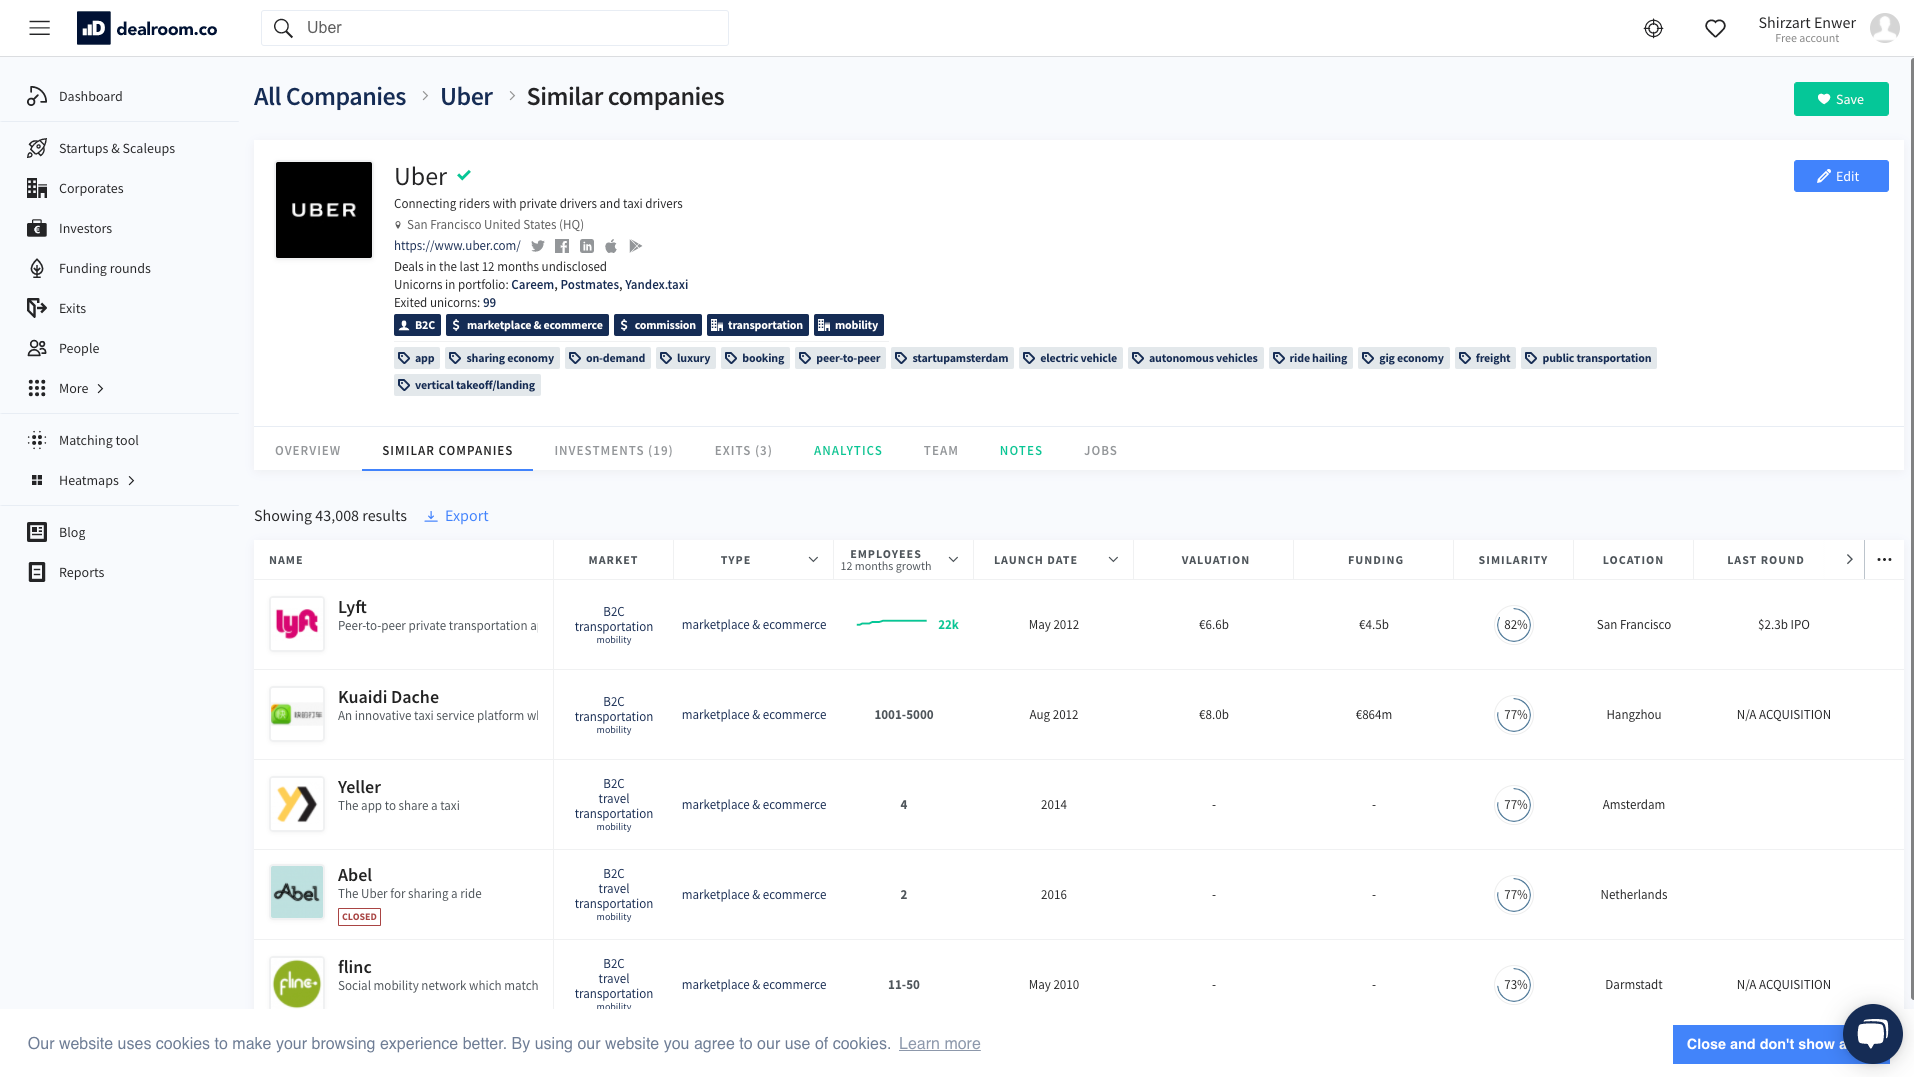 dealroom.co
Uber
Shirzart Enwer
Free account
Dashboard
Startups & Scaleups
Corporates
Investors
Funding rounds
Exits
People
More
Matching tool
Heatmaps
Blog
Reports
All Companies > Uber > Similar companies
Save
UBER
Uber
Edit
Connecting riders with private drivers and taxi drivers
San Francisco United States (HQ)
https://www.uber.com/
Deals in the last 12 months undisclosed
Unicorns in portfolio: Careem, Postmates, Yandex.taxi
Exited unicorns: 99
B2C $ marketplace & ecommerce $ commission transportation mobility
app sharing economy on-demand luxury booking peer-to-peer startupamsterdam electric vehicle autonomous vehicles ride hailing gig economy freight public transportation
vertical takeoff/landing
OVERVIEW SIMILAR COMPANIES INVESTMENTS (19) EXITS (3) ANALYTICS TEAM NOTES JOBS
Showing 43,008 results Export
NAME MARKET TYPE EMPLOYEES 12 months growth LAUNCH DATE VALUATION FUNDING SIMILARITY LOCATION LAST ROUND
lyft
Lyft
Peer-to-peer private transportation a
B2C
transportation
mobility
marketplace & ecommerce 22k May 2012 €6.6b €4.5b 82% San Francisco $2.3b IPO
Kuaidi Dache
An innovative taxi service platform wl
B2C
transportation
mobility
marketplace & ecommerce 1001-5000 Aug 2012 €8.0b €864m 77% Hangzhou N/A ACQUISITION
Yeller
The app to share a taxi
B2C
travel
transportation
mobility
marketplace & ecommerce 4 2014 - - 77% Amsterdam
Abel
Abel
The Uber for sharing a ride
CLOSED
B2C
travel
transportation
mobility
marketplace & ecommerce 2 2016 - - 77% Netherlands
flinc
flinc
Social mobility network which match
B2C
travel
transportation
mobility
marketplace & ecommerce 11-50 May 2010 - - 73% Darmstadt N/A ACQUISITION
Our website uses cookies to make your browsing experience better. By using our website you agree to our use of cookies. Learn more
Close and don't show a